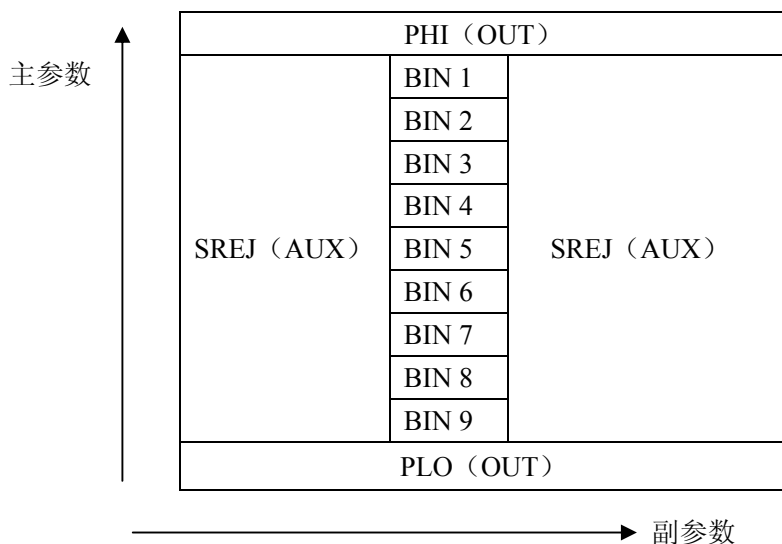 PHI（OUT）
主参数
BIN 1
BIN 2
BIN 3
BIN 4
SREJ（AUX） BIN 5 SREJ（AUX）
BIN 6
BIN 7
BIN 8
BIN 9
PLO（OUT）
副参数